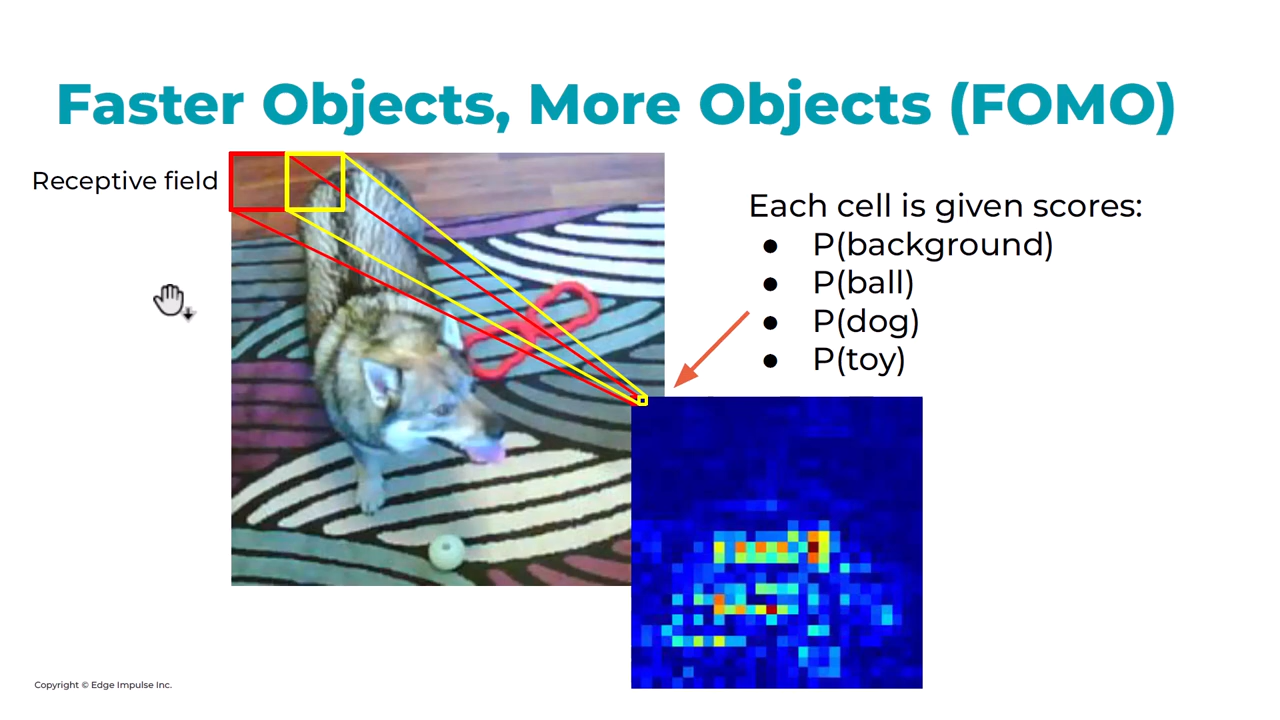 Faster Objects, More Objects (FOMO)
Receptive field
Each cell is given scores:
● P(background)
● P(ball)
● P(dog)
● P(toy)
Copyright © Edge Impulse Inc.